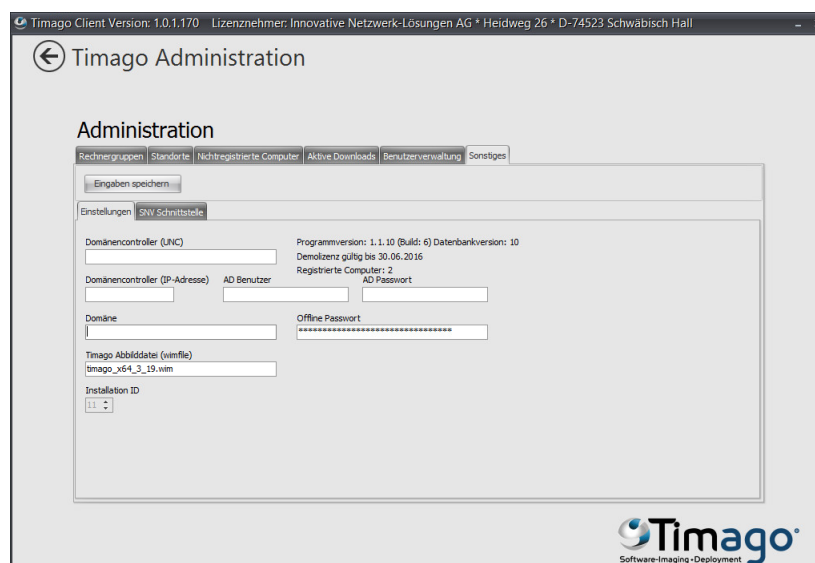 Timago Client Version: 1.0.1.170 Lizenznehmer: Innovative Netzwerk-Lösungen AG * Heidweg 26 * D-74523 Schwäbisch Hall
Timago Administration
Administration
Rechnergruppen Standorte Nichtregistrierte Computer Aktive Downloads Benutzerverwaltung Sonstiges
Eingaben speichern
Einstellungen SNV Schnittstelle
Domänencontroller (UNC) Programmversion: 1.1.10 (Build: 6) Datenbankversion: 10
Demolizenz gültig bis 30.06.2016
Registrierte Computer: 2
Domänencontroller (IP-Adresse) AD Benutzer AD Passwort
Domäne Offline Passwort
********************************
Timago Abbilddatei (wimfile)
timago_x64_3_19.wim
Installation ID
11
Timago
Software-Imaging+Deployment